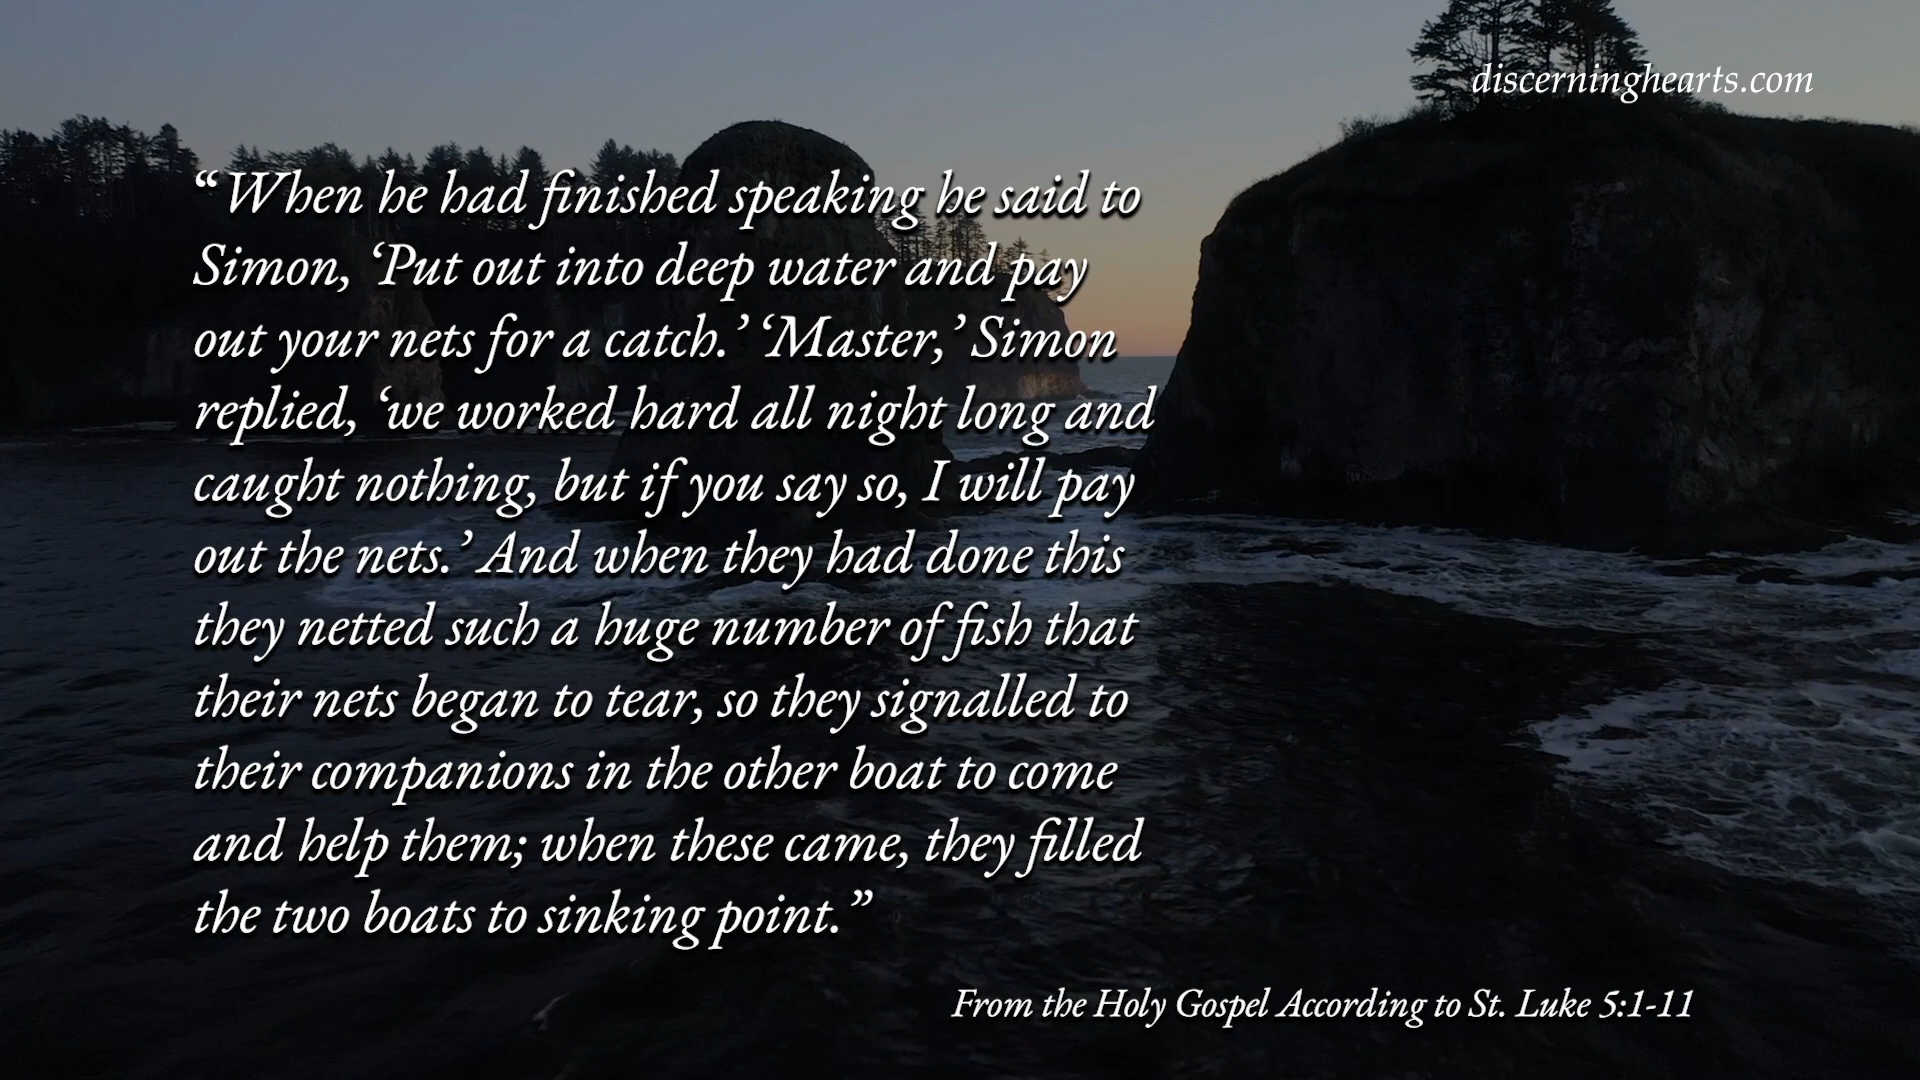 discerninghearts.com
“When he had finished speaking he said to
Simon, ‘Put out into deep water and pay
out your nets for a catch.’ ‘Master,’ Simon
replied, ‘we worked hard all night long and
caught nothing, but if you say so, I will pay
out the nets.’ And when they had done this
they netted such a huge number of fish that
their nets began to tear, so they signalled to
their companions in the other boat to come
and help them; when these came, they filled
the two boats to sinking point.”
From the Holy Gospel According to St. Luke 5:1-11